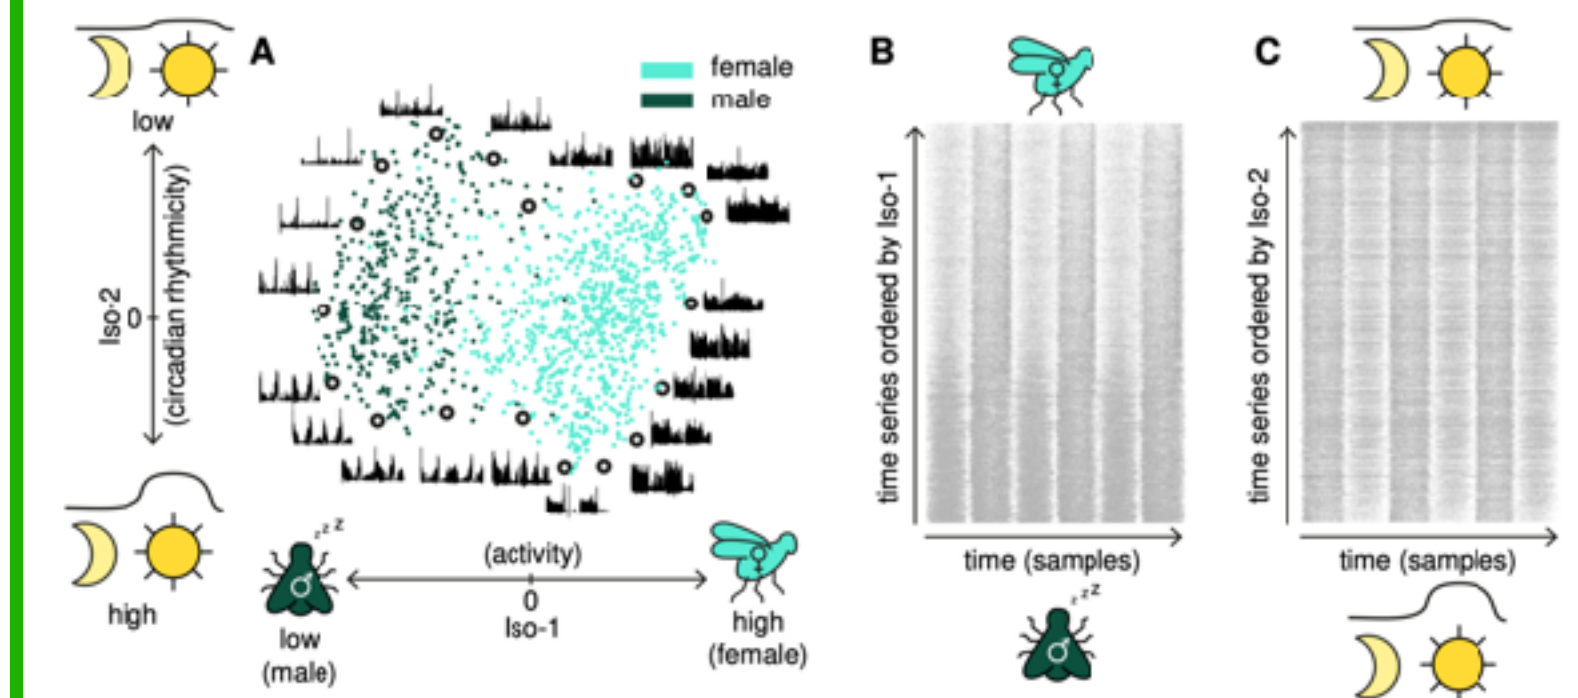 A
female
male
low
Iso-2
0
(circadian rhythmicity)
high
z z Z
low
(male)
(activity)
0
Iso-1
high
(female)
B
time series ordered by Iso-1
time (samples)
z z Z
C
time series ordered by Iso-2
time (samples)